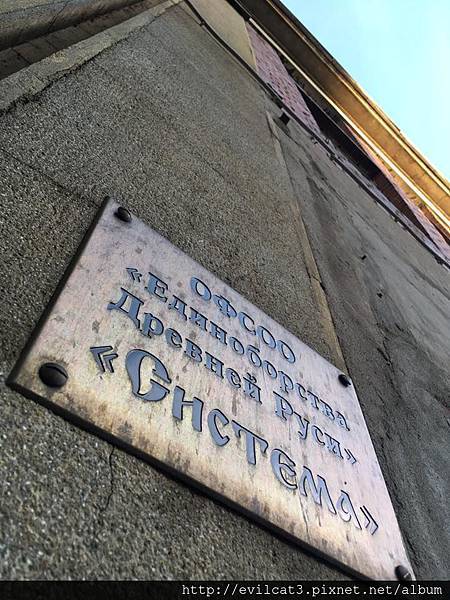 ОФСОО
«Единоборства
Древней Руси»
«Система»
http://evilcat3.pixnet.net/album